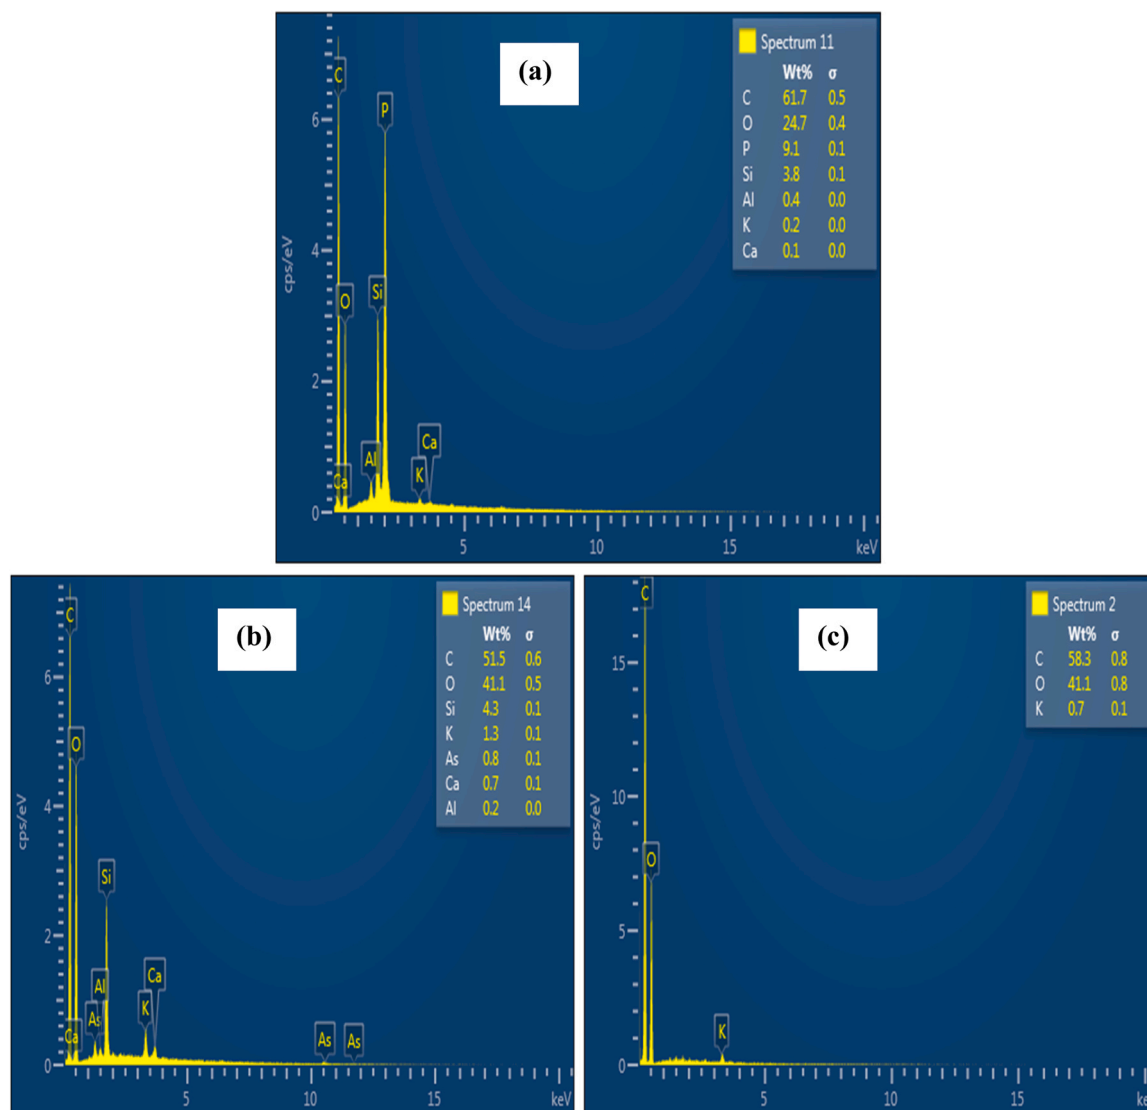 (a)
Spectrum 11
Wt% σ
C 61.7 0.5
O 24.7 0.4
P 9.1 0.1
Si 3.8 0.1
Al 0.4 0.0
K 0.2 0.0
Ca 0.1 0.0
C
P
6
cps/eV
4
O
Si
2
Ca
Al
K
Ca
0
5 10 15 keV
(b)
Spectrum 14
Wt% σ
C 51.5 0.6
O 41.1 0.5
Si 4.3 0.1
K 1.3 0.1
As 0.8 0.1
Ca 0.7 0.1
Al 0.2 0.0
C
6
O
cps/eV
4
Si
2
Al
Ca
As
K
Ca
As
As
0
5 10 15 keV
(c)
Spectrum 2
Wt% σ
C 58.3 0.8
O 41.1 0.8
K 0.7 0.1
C
15
10
cps/eV
O
5
K
0
5 10 15